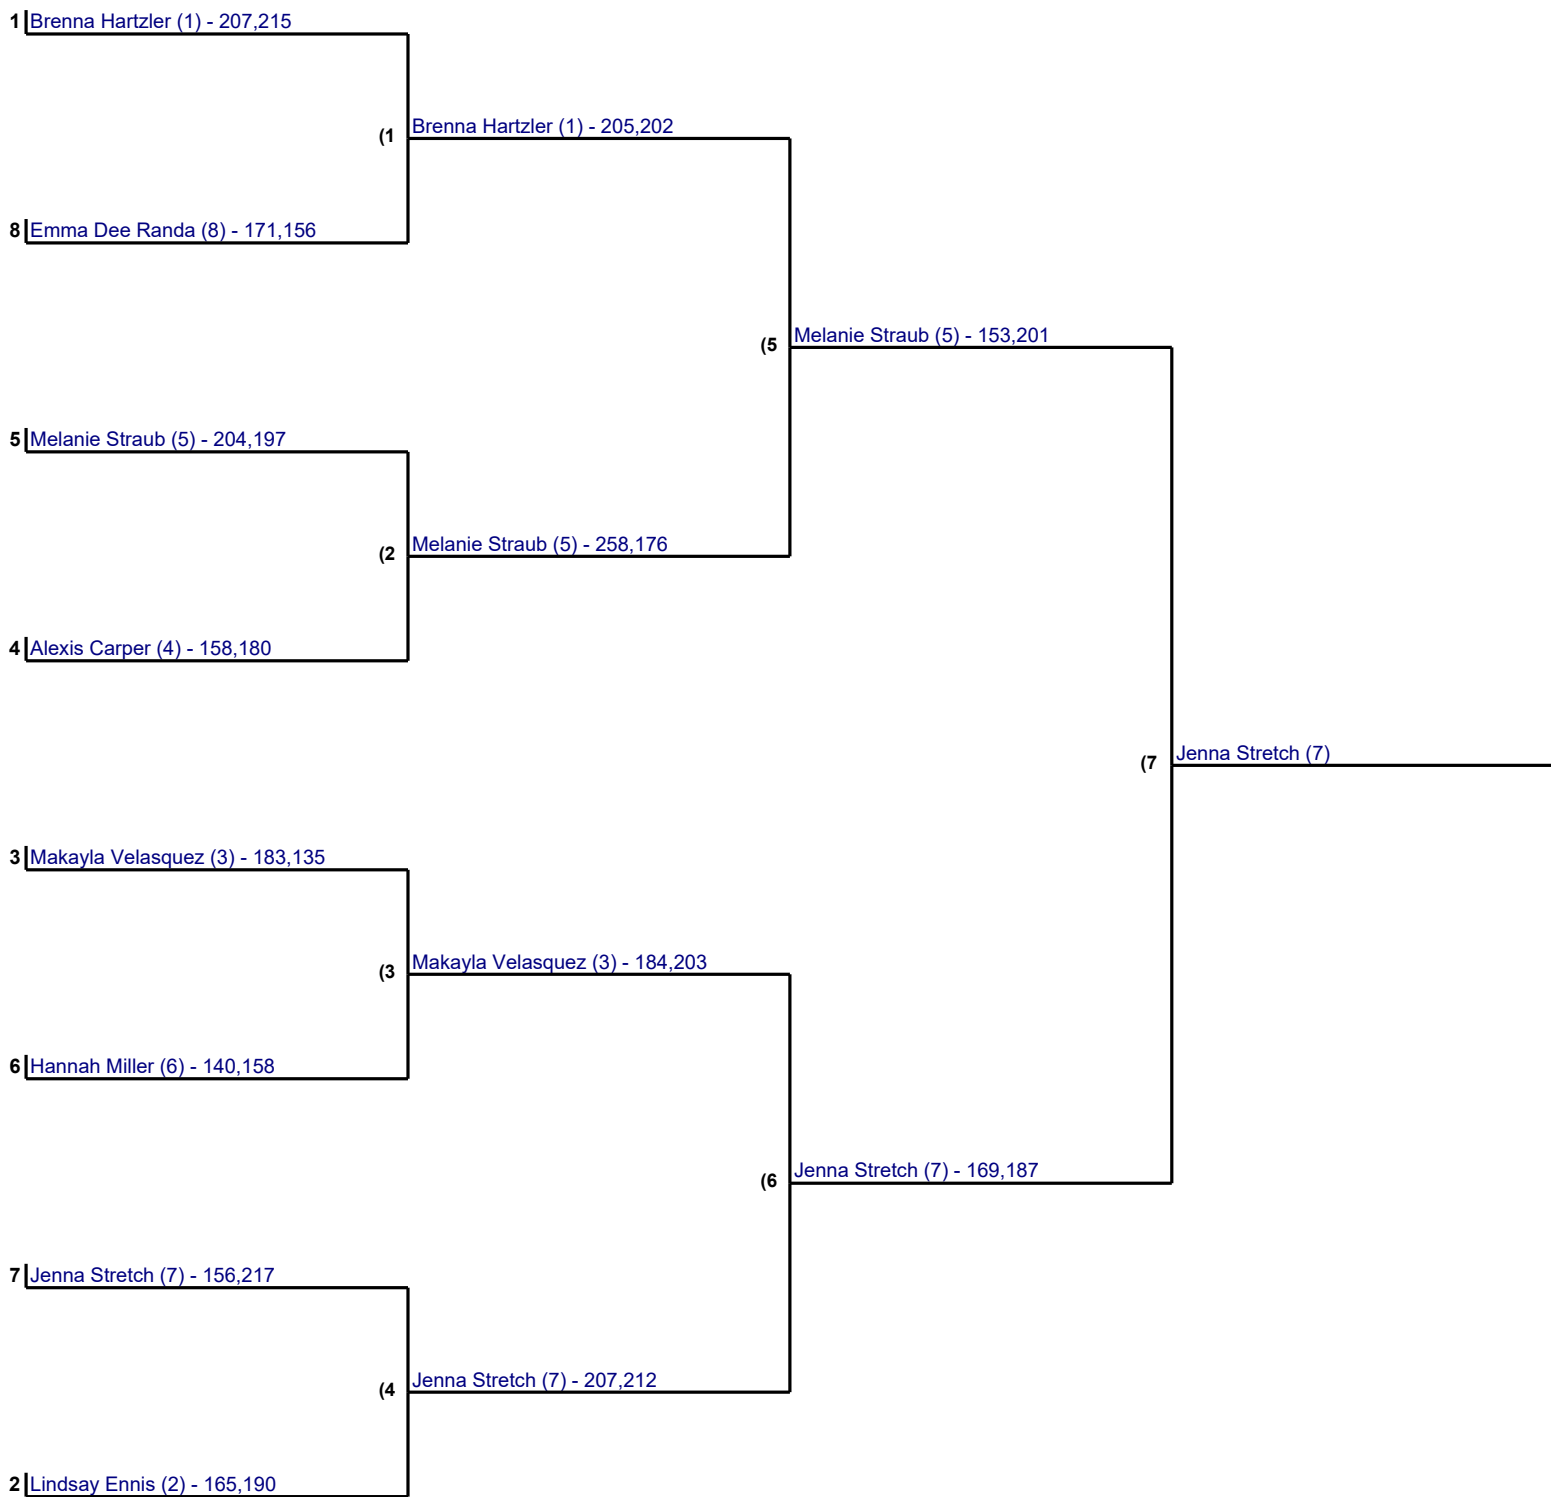 1 Brenna Hartzler (1) - 207,215
(1 Brenna Hartzler (1) - 205,202
8 Emma Dee Randa (8) - 171,156
(5 Melanie Straub (5) - 153,201
5 Melanie Straub (5) - 204,197
(2 Melanie Straub (5) - 258,176
4 Alexis Carper (4) - 158,180
(7 Jenna Stretch (7)
3 Makayla Velasquez (3) - 183,135
(3 Makayla Velasquez (3) - 184,203
6 Hannah Miller (6) - 140,158
(6 Jenna Stretch (7) - 169,187
7 Jenna Stretch (7) - 156,217
(4 Jenna Stretch (7) - 207,212
2 Lindsay Ennis (2) - 165,190